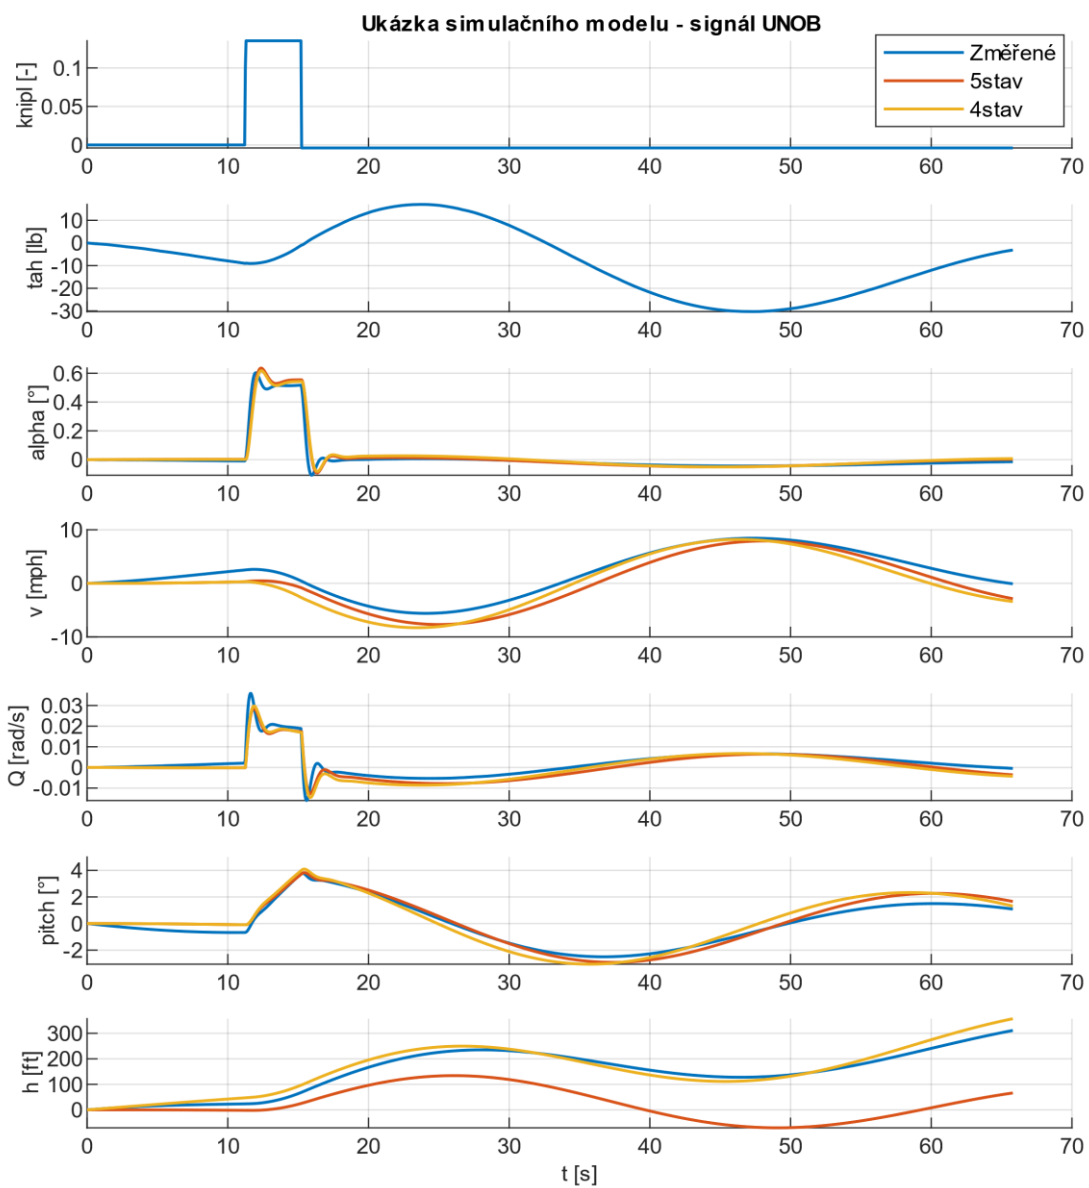 Ukázka simulačního modelu - signál UNOB
Změřené
5stav
4stav
knipl [-]
0.1
0.05
0
0 10 20 30 40 50 60 70
tah [lb]
10
0
-10
-20
-30
0 10 20 30 40 50 60 70
alpha [°]
0.6
0.4
0.2
0
0 10 20 30 40 50 60 70
v [mph]
10
0
-10
0 10 20 30 40 50 60 70
Q [rad/s]
0.03
0.02
0.01
0
-0.01
0 10 20 30 40 50 60 70
pitch [°]
4
2
0
-2
0 10 20 30 40 50 60 70
h [ft]
300
200
100
0
0 10 20 30 40 50 60 70
t [s]